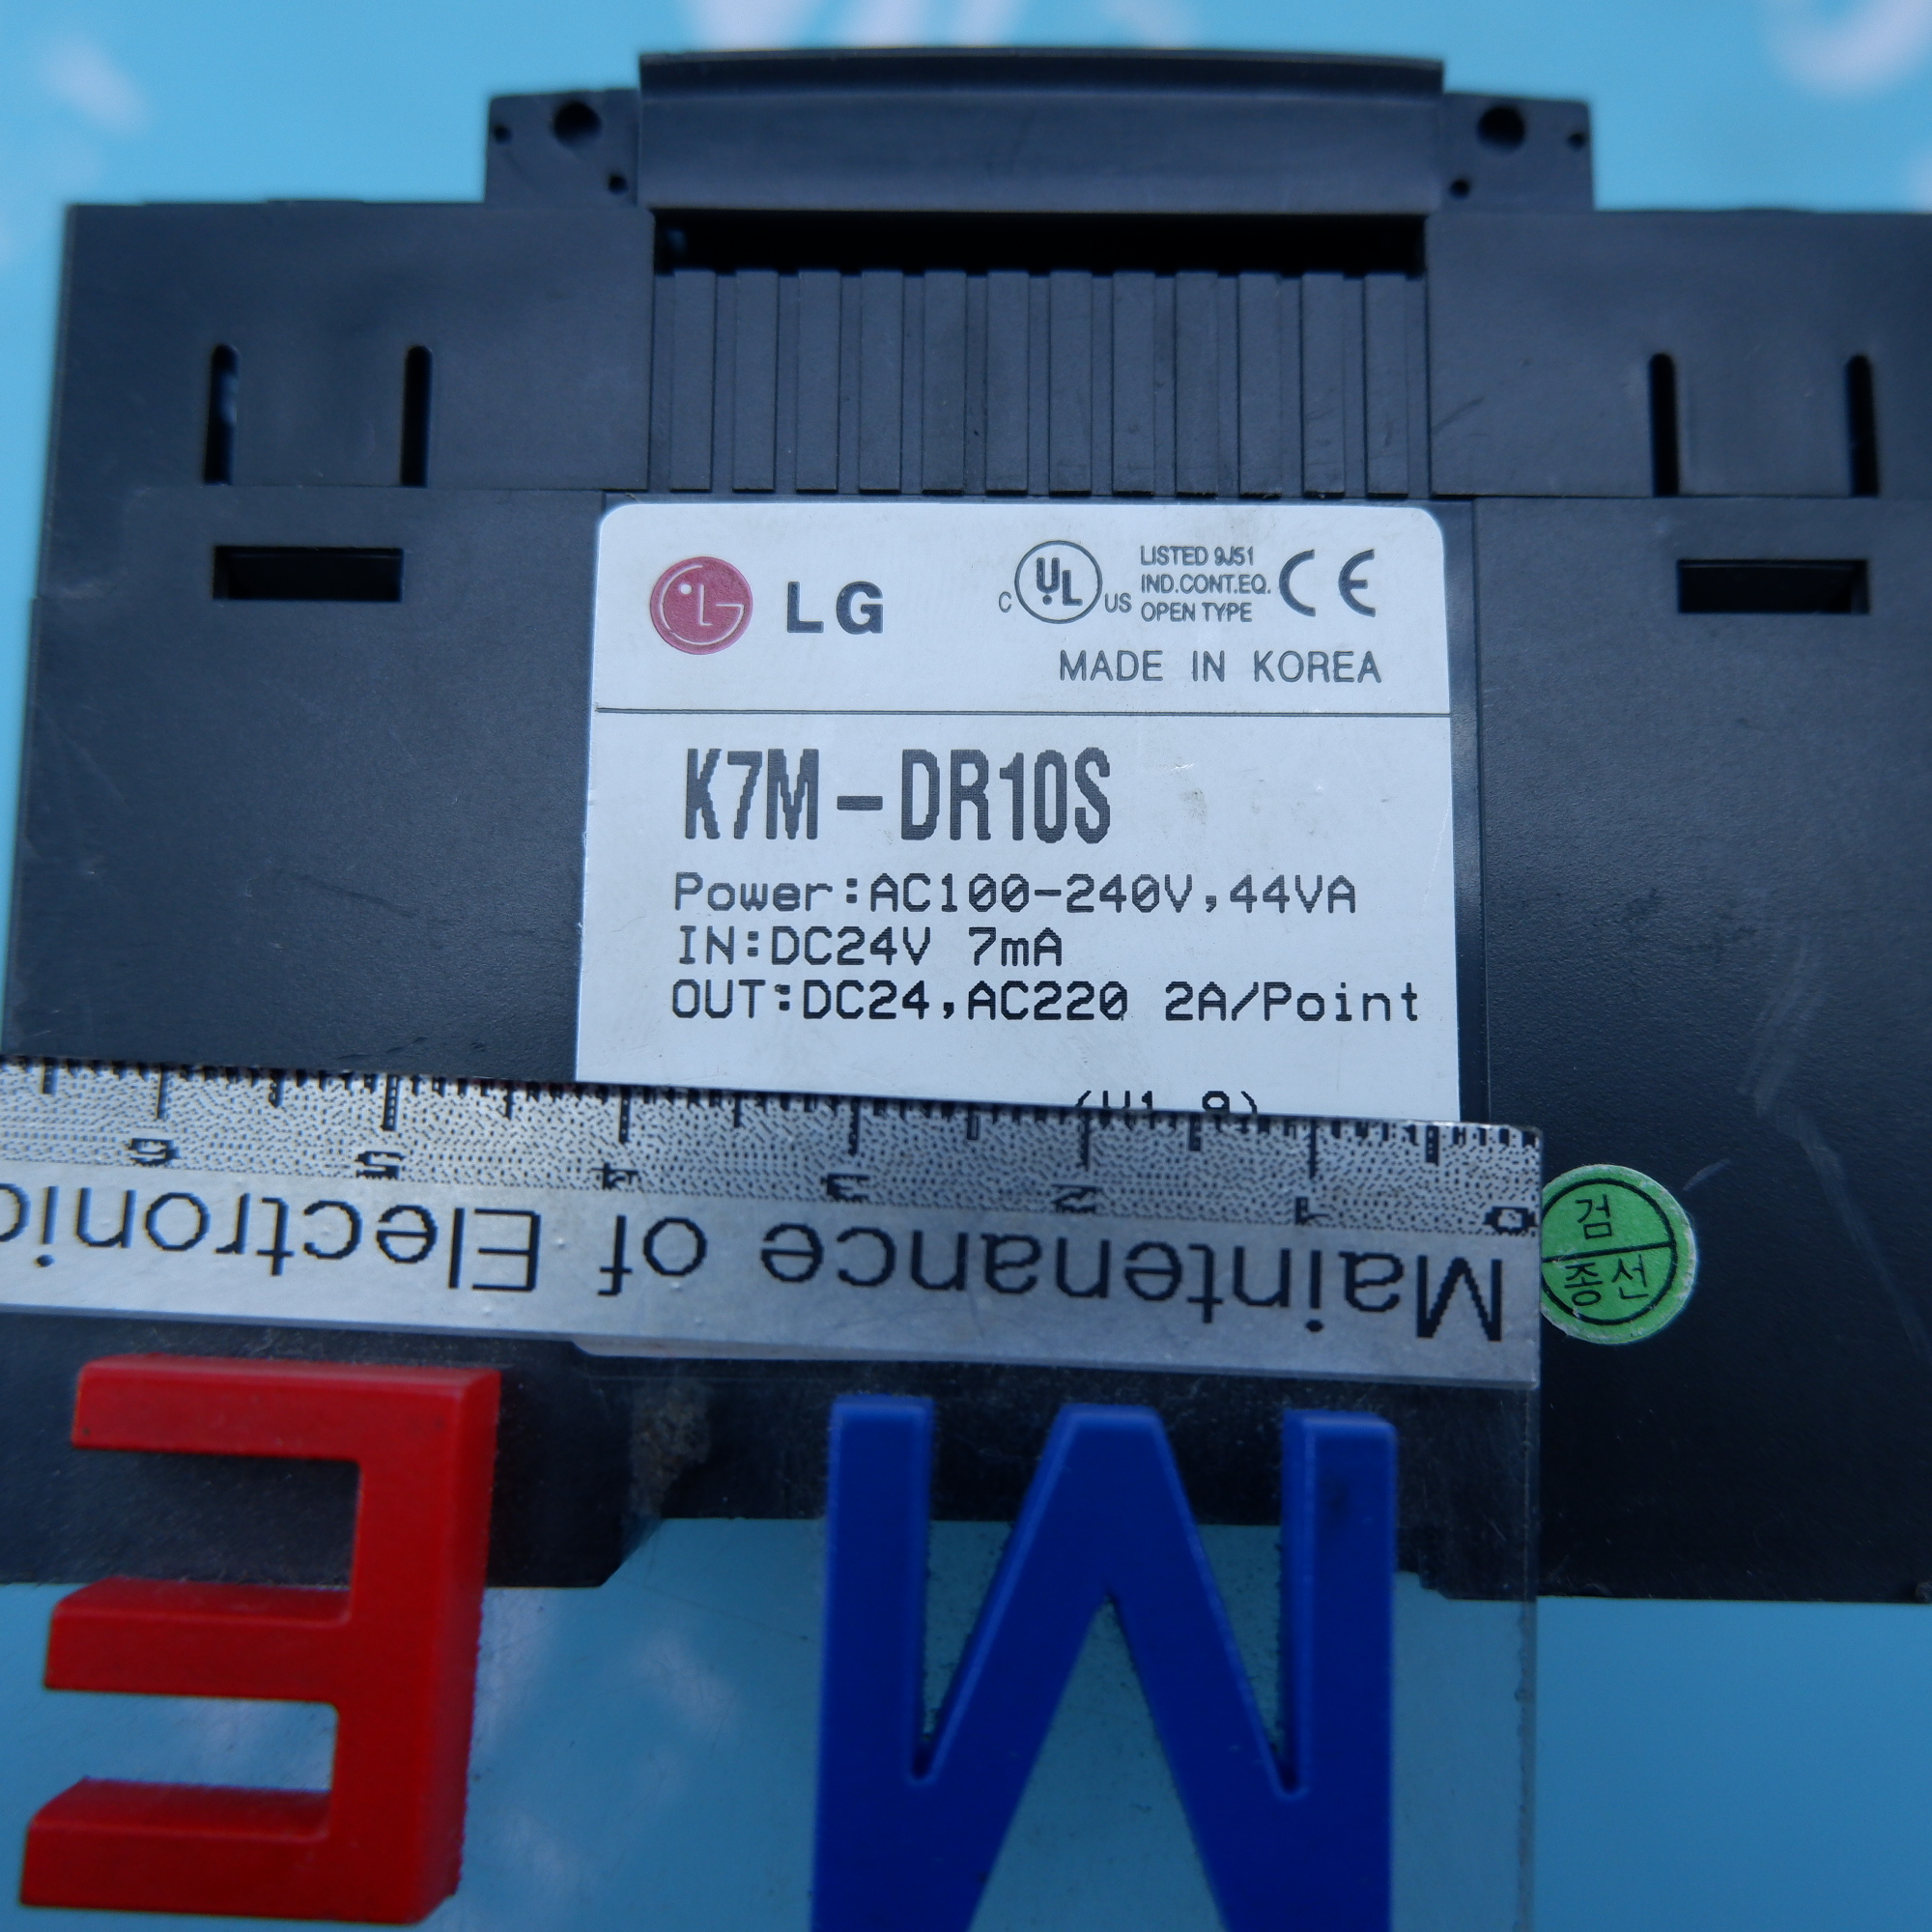 LG
C UL US
LISTED 9J51
IND.CONT.EQ.
OPEN TYPE
CE
MADE IN KOREA
K7M-DR10S
Power:AC100-240V,44VA
IN:DC24V 7mA
OUT:DC24,AC220 2A/Point
0 1 2 3 4 5 6
Maintenance of Electronic
검
종선
M E